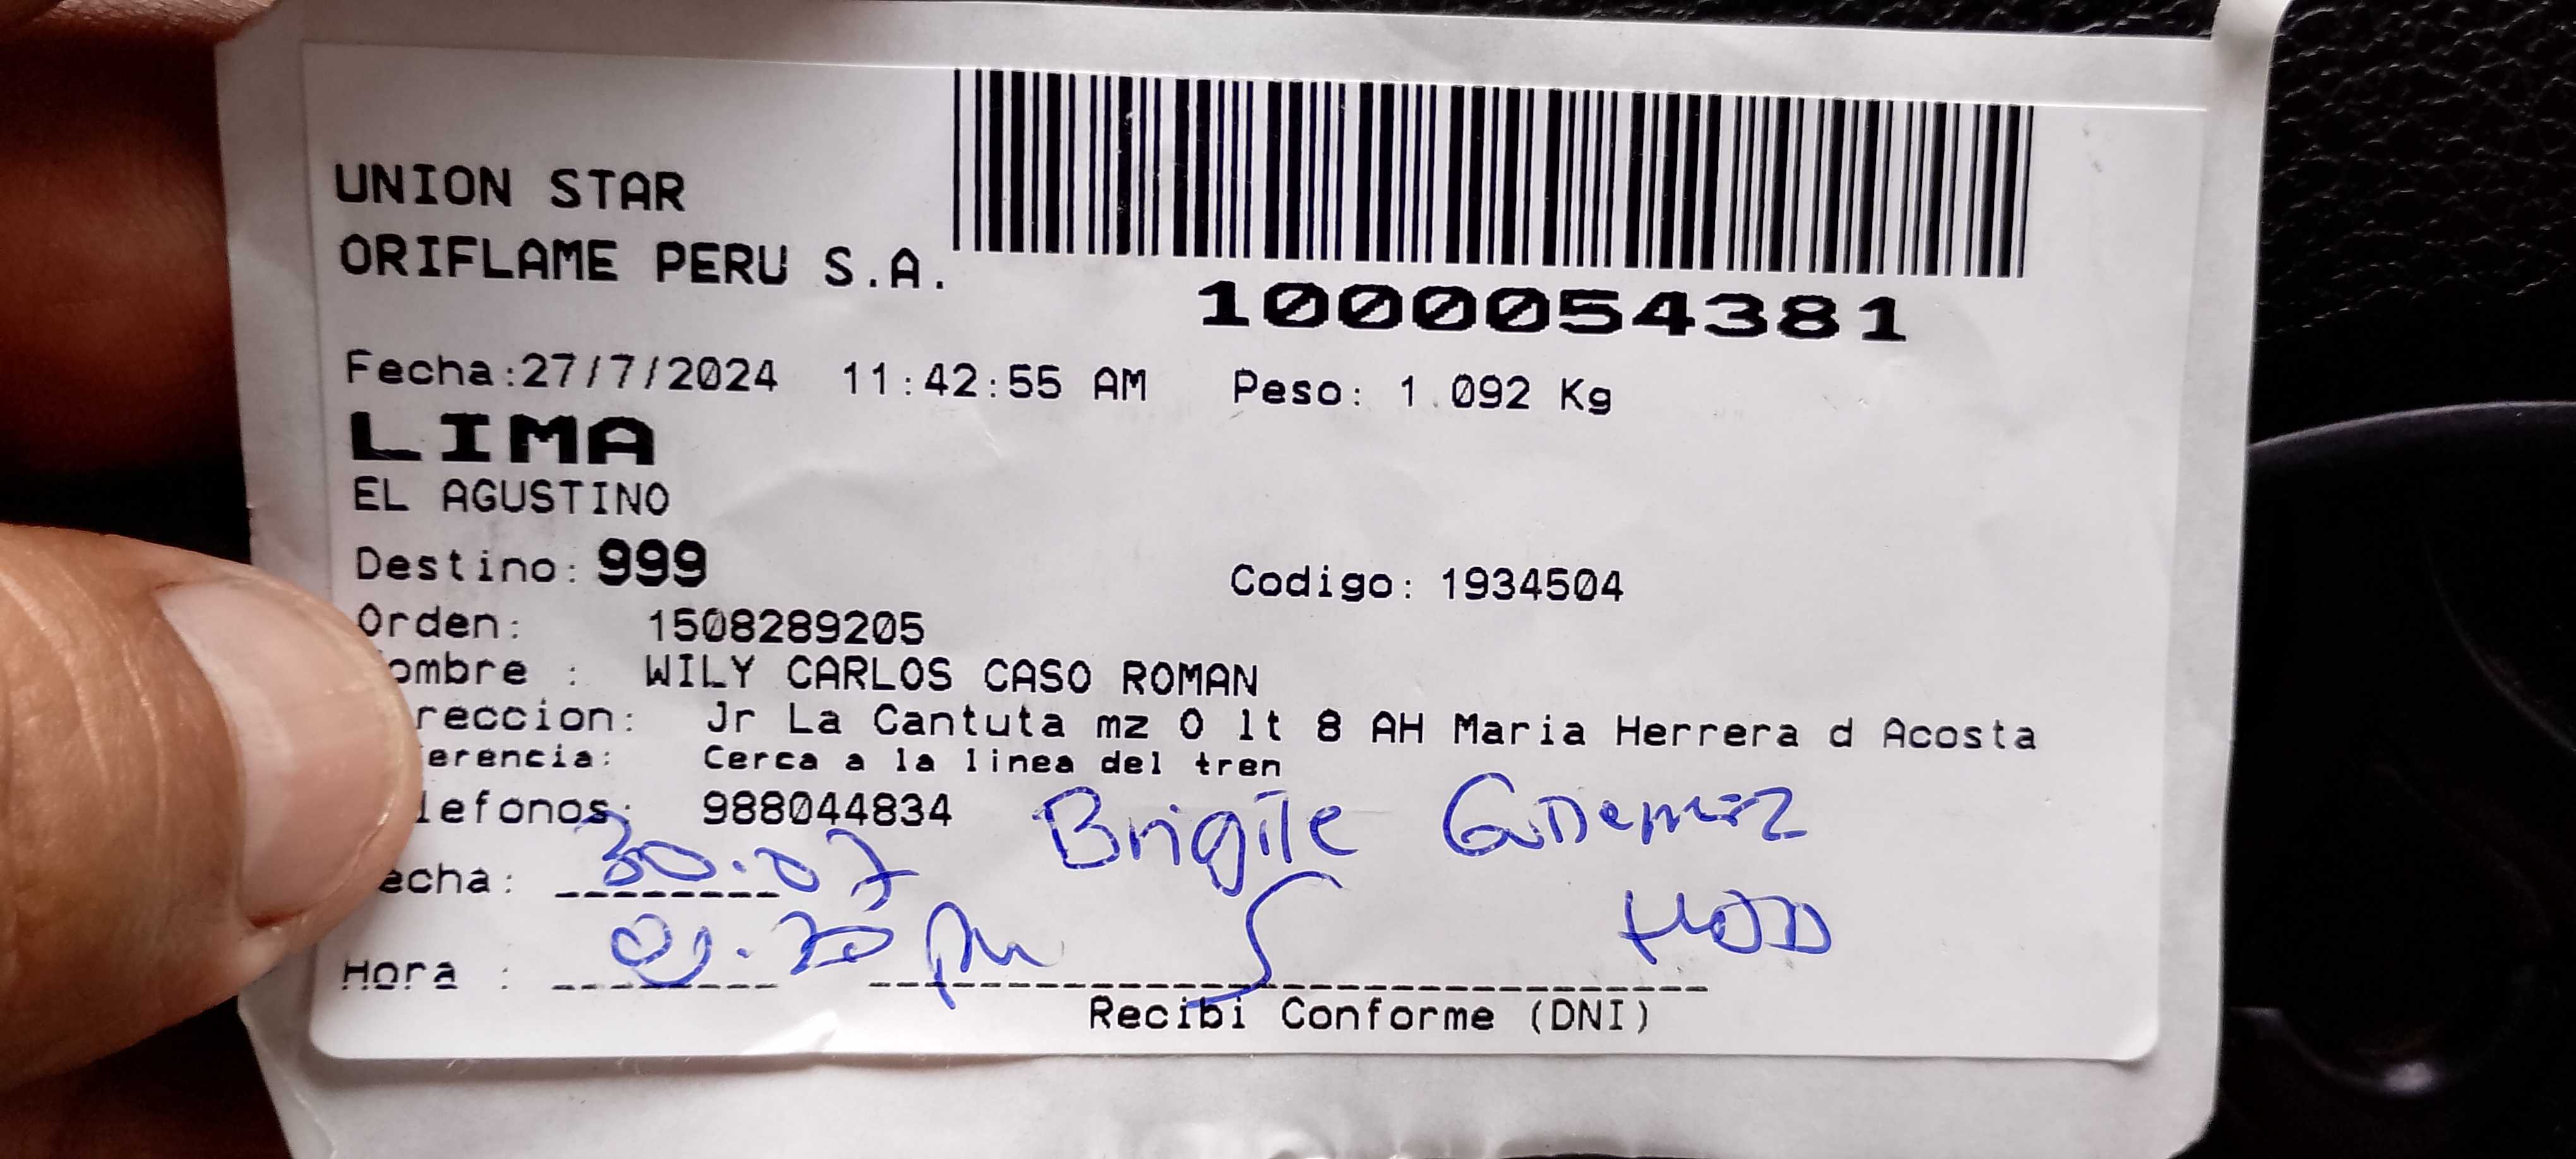 UNION STAR
ORIFLAME PERU S.A.
1000054381
Fecha:27/7/2024 11:42:55 AM Peso: 1.092 Kg
LIMA
EL AGUSTINO
Destino: 999 Codigo: 1934504
Orden: 1508289205
ombre : WILY CARLOS CASO ROMAN
reccion: Jr La Cantuta mz O lt 8 AH Maria Herrera d Acosta
erencia: Cerca a la linea del tren
lefonos: 988044834 Brigite
echa: 30.07
Hora : pm
Recibi Conforme (DNI)